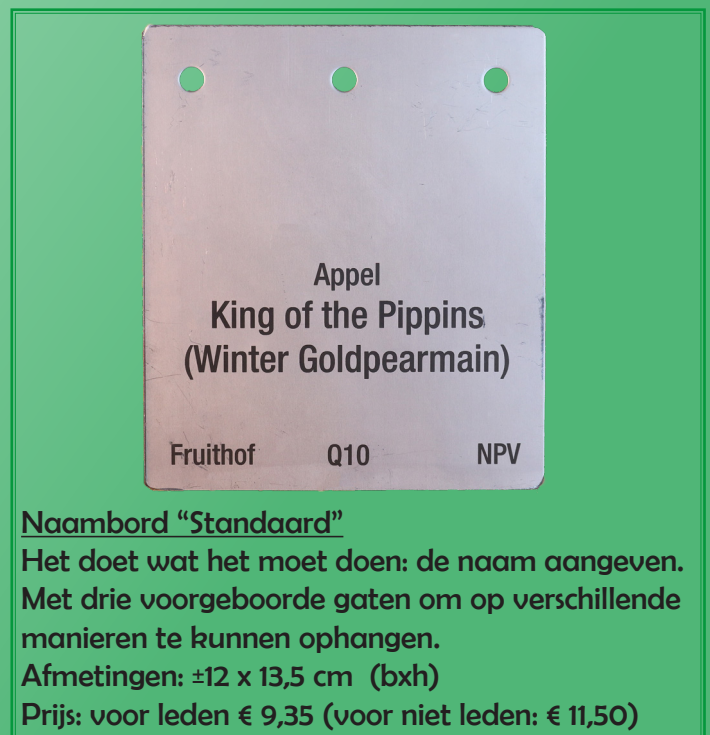 Appel
King of the Pippins
(Winter Goldpearmain)
Fruithof Q10 NPV
Naambord “Standaard”
Het doet wat het moet doen: de naam aangeven.
Met drie voorgeboorde gaten om op verschillende
manieren te kunnen ophangen.
Afmetingen: ±12 x 13,5 cm (bxh)
Prijs: voor leden € 9,35 (voor niet leden: € 11,50)